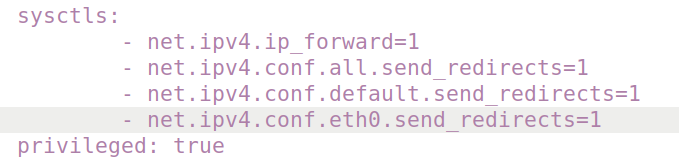 sysctls:
- net.ipv4.ip_forward=1
- net.ipv4.conf.all.send_redirects=1
- net.ipv4.conf.default.send_redirects=1
- net.ipv4.conf.eth0.send_redirects=1
privileged: true